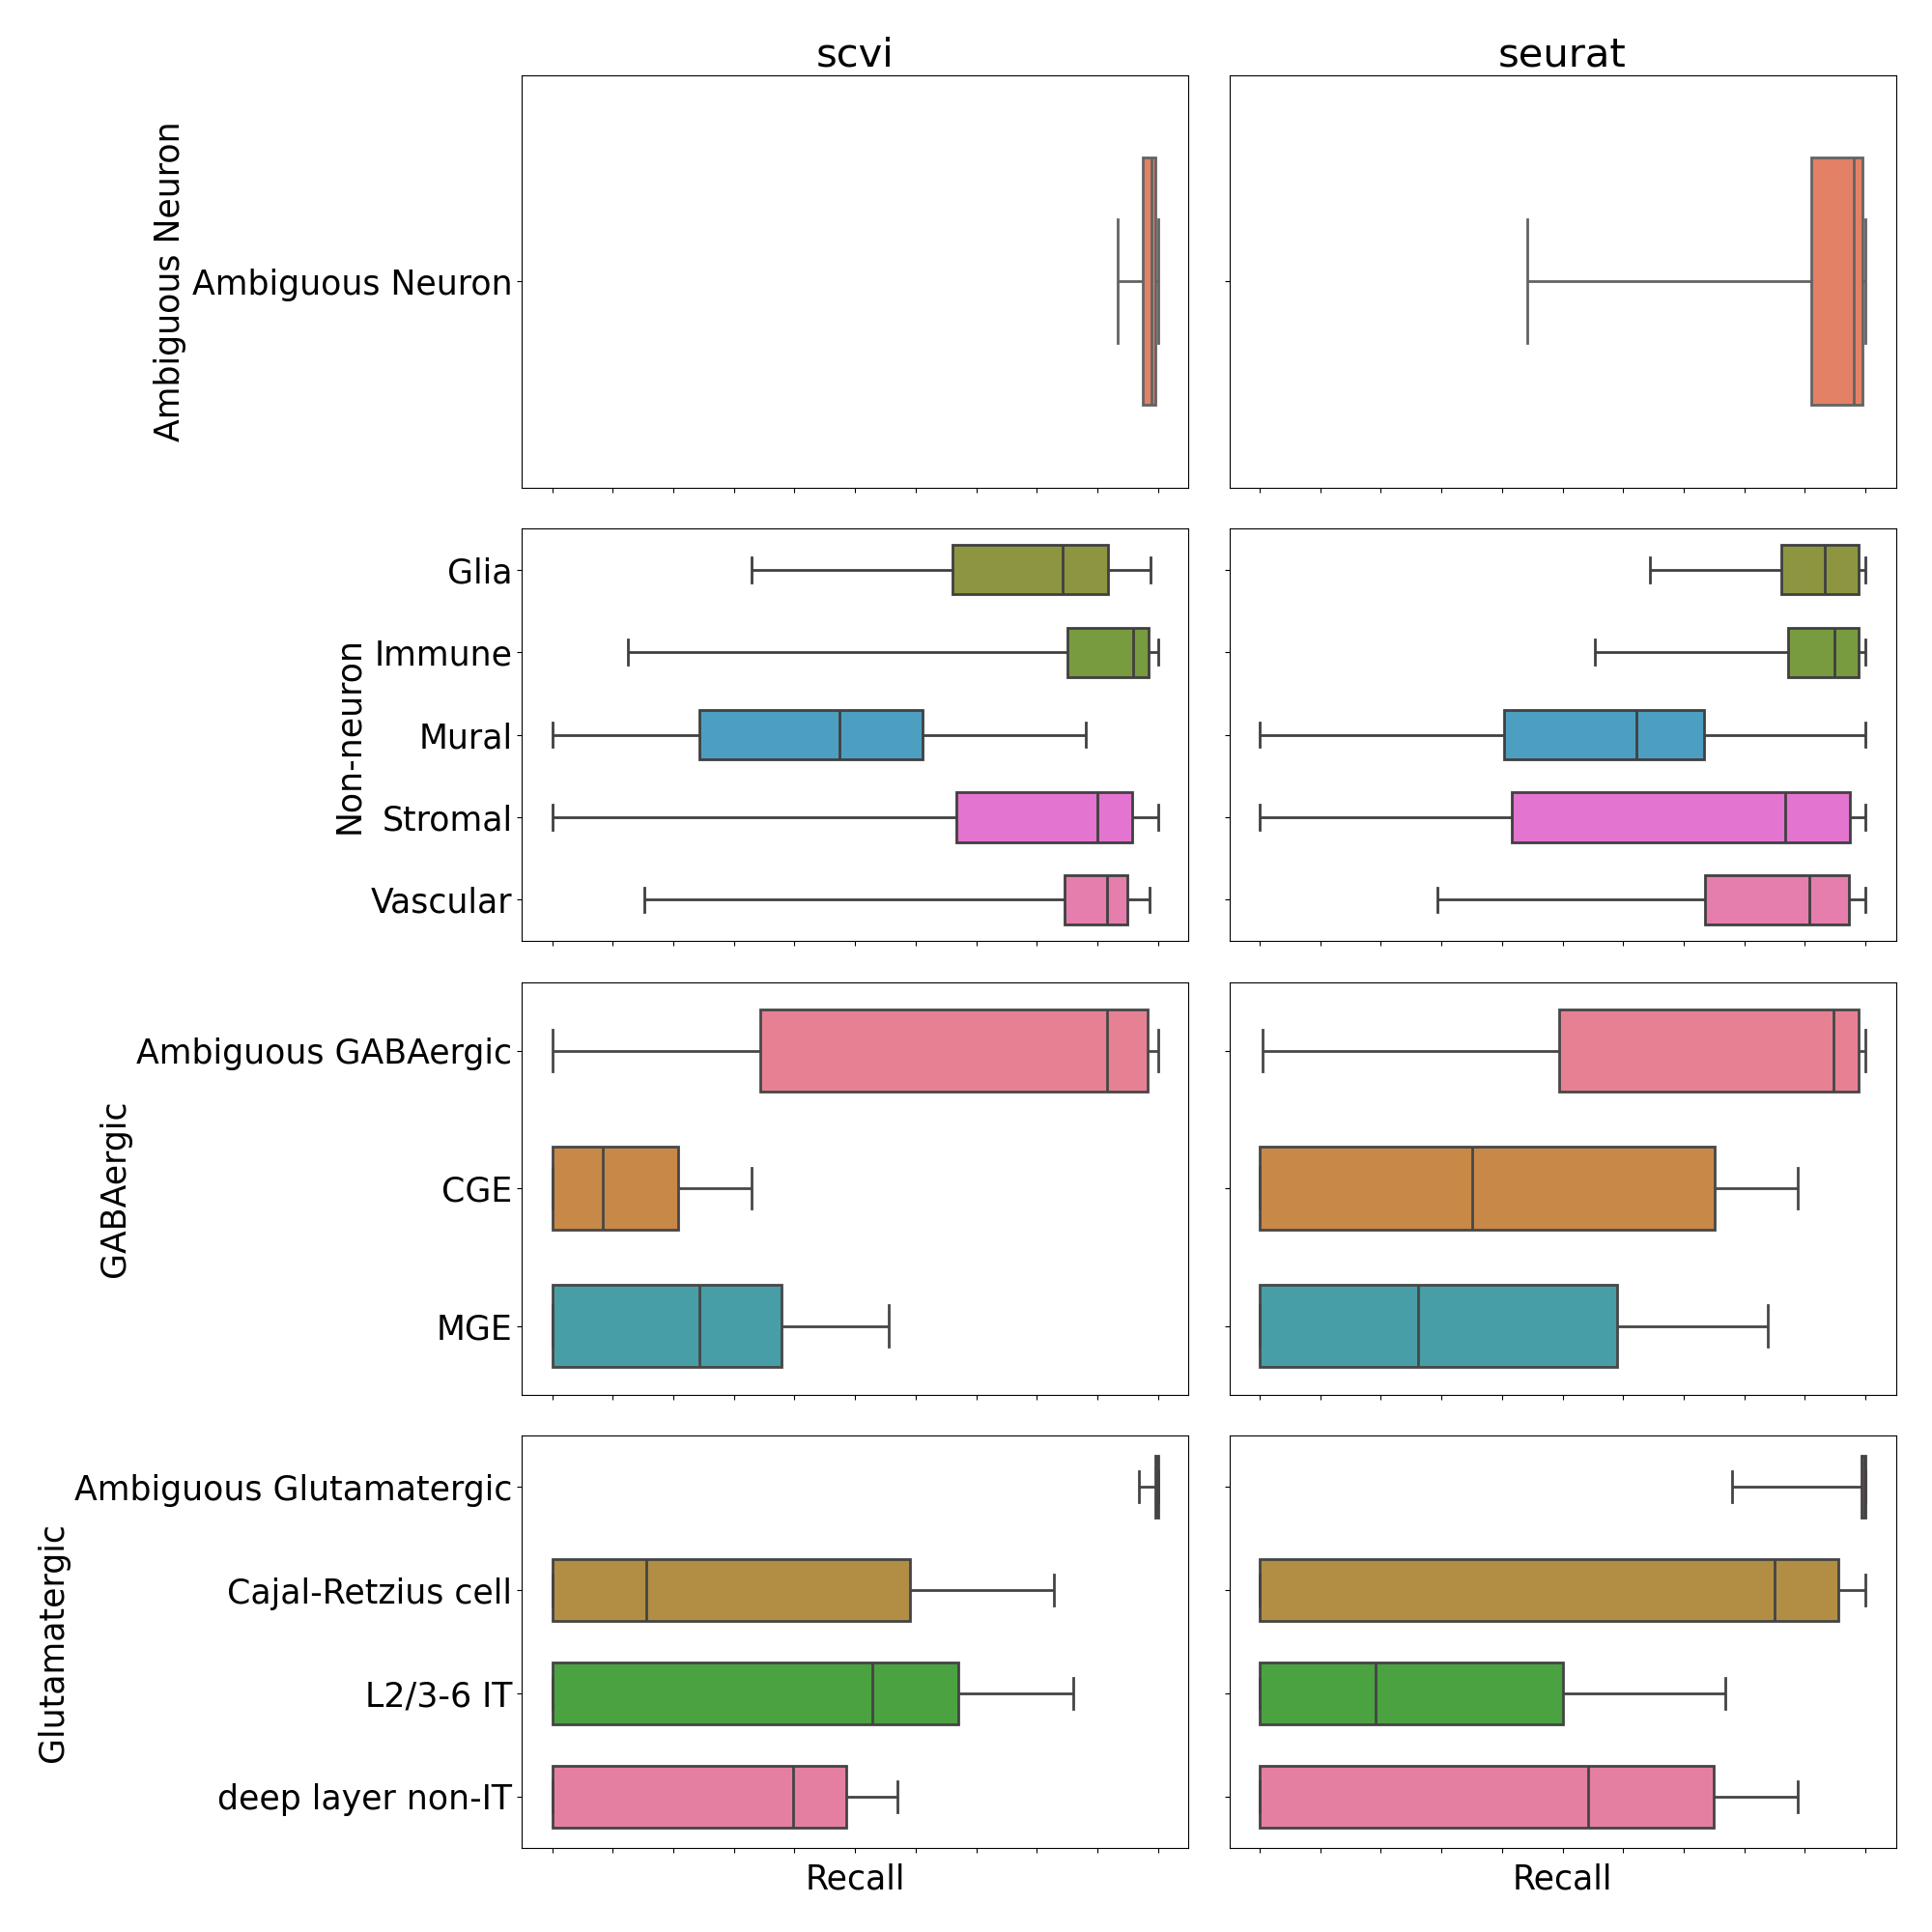 scvi
seurat
Ambiguous Neuron
Ambiguous Neuron
Non-neuron
Glia
Immune
Mural
Stromal
Vascular
GABAergic
Ambiguous GABAergic
CGE
MGE
Glutamatergic
Ambiguous Glutamatergic
Cajal-Retzius cell
L2/3-6 IT
deep layer non-IT
Recall
Recall